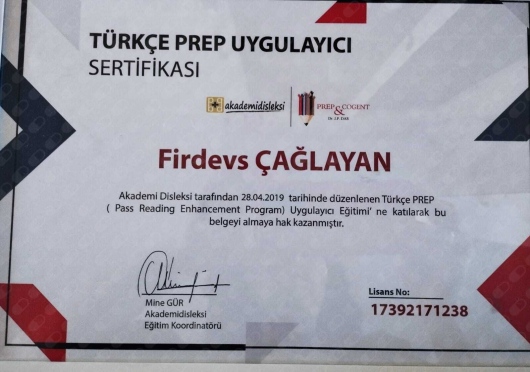 TÜRKÇE PREP UYGULAYICI
SERTİFİKASI
akademidisleksi
PREP&COGENT
Dr. J.P. DAS
Firdevs ÇAĞLAYAN
Akademi Disleksi tarafından 28.04.2019 tarihinde düzenlenen Türkçe PREP
( Pass Reading Enhancement Program) Uygulayıcı Eğitimi' ne katılarak bu
belgeyi almaya hak kazanmıştır.
Mine GÜR
Akademidisleksi
Eğitim Koordinatörü
Lisans No:
17392171238